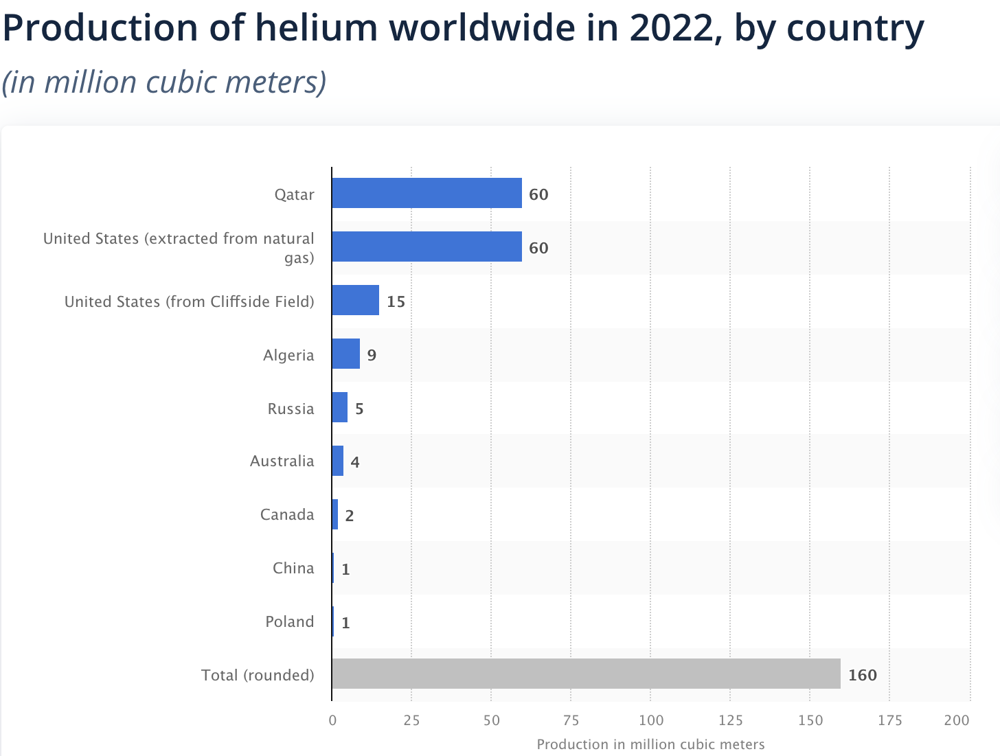 Production of helium worldwide in 2022, by country
(in million cubic meters)
Qatar 60
United States (extracted from natural
gas) 60
United States (from Cliffside Field) 15
Algeria 9
Russia 5
Australia 4
Canada 2
China 1
Poland 1
Total (rounded) 160
0 25 50 75 100 125 150 175 200
Production in million cubic meters